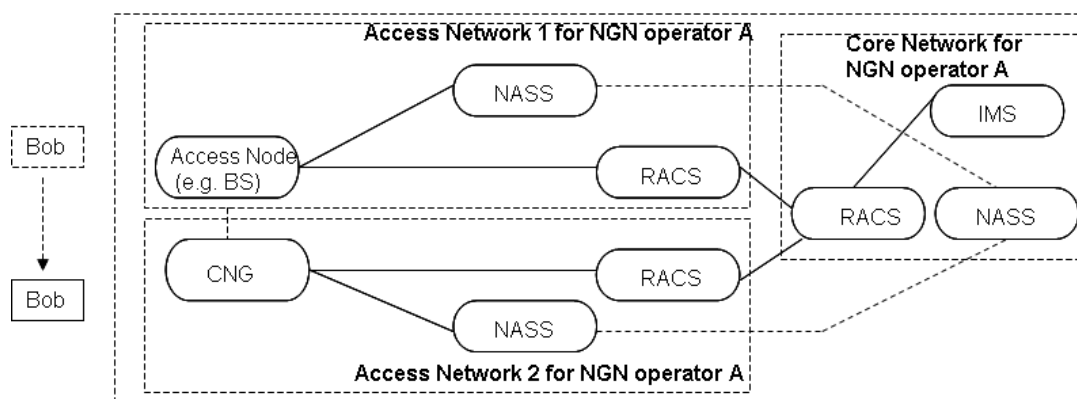 Access Network 1 for NGN operator A
Core Network for
NGN operator A
NASS
IMS
Bob
Access Node
(e.g. BS)
RACS
RACS
NASS
CNG
RACS
Bob
NASS
Access Network 2 for NGN operator A